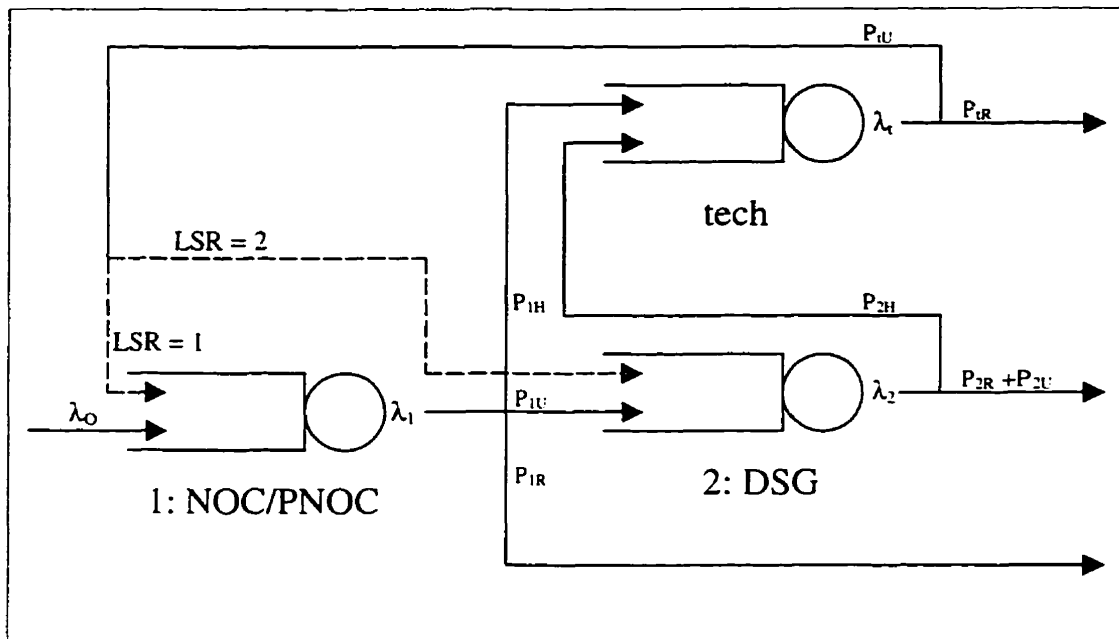 P_tU
λ_t
P_tR
tech
LSR = 2
P_1H
P_2H
LSR = 1
λ_O
λ_1
P_1U
λ_2
P_2R + P_2U
P_1R
1: NOC/PNOC
2: DSG